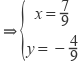 ⇒ { x = 7/9
y = − 4/9